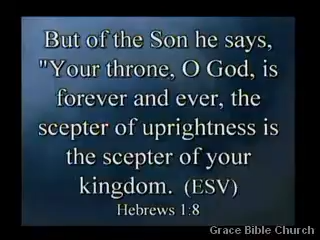 But of the Son he says,
"Your throne, O God, is
forever and ever, the
scepter of uprightness is
the scepter of your
kingdom. (ESV)
Hebrews 1:8
Grace Bible Church